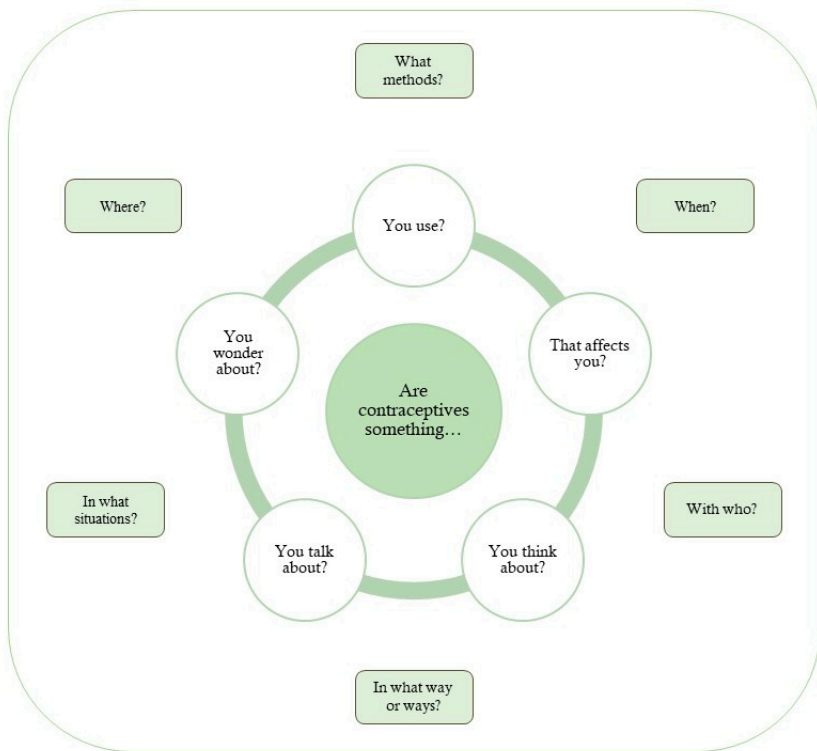 What
methods?
Where?
When?
You use?
You
wonder
about?
That affects
you?
Are
contraceptives
something…
In what
situations?
With who?
You talk
about?
You think
about?
In what way
or ways?